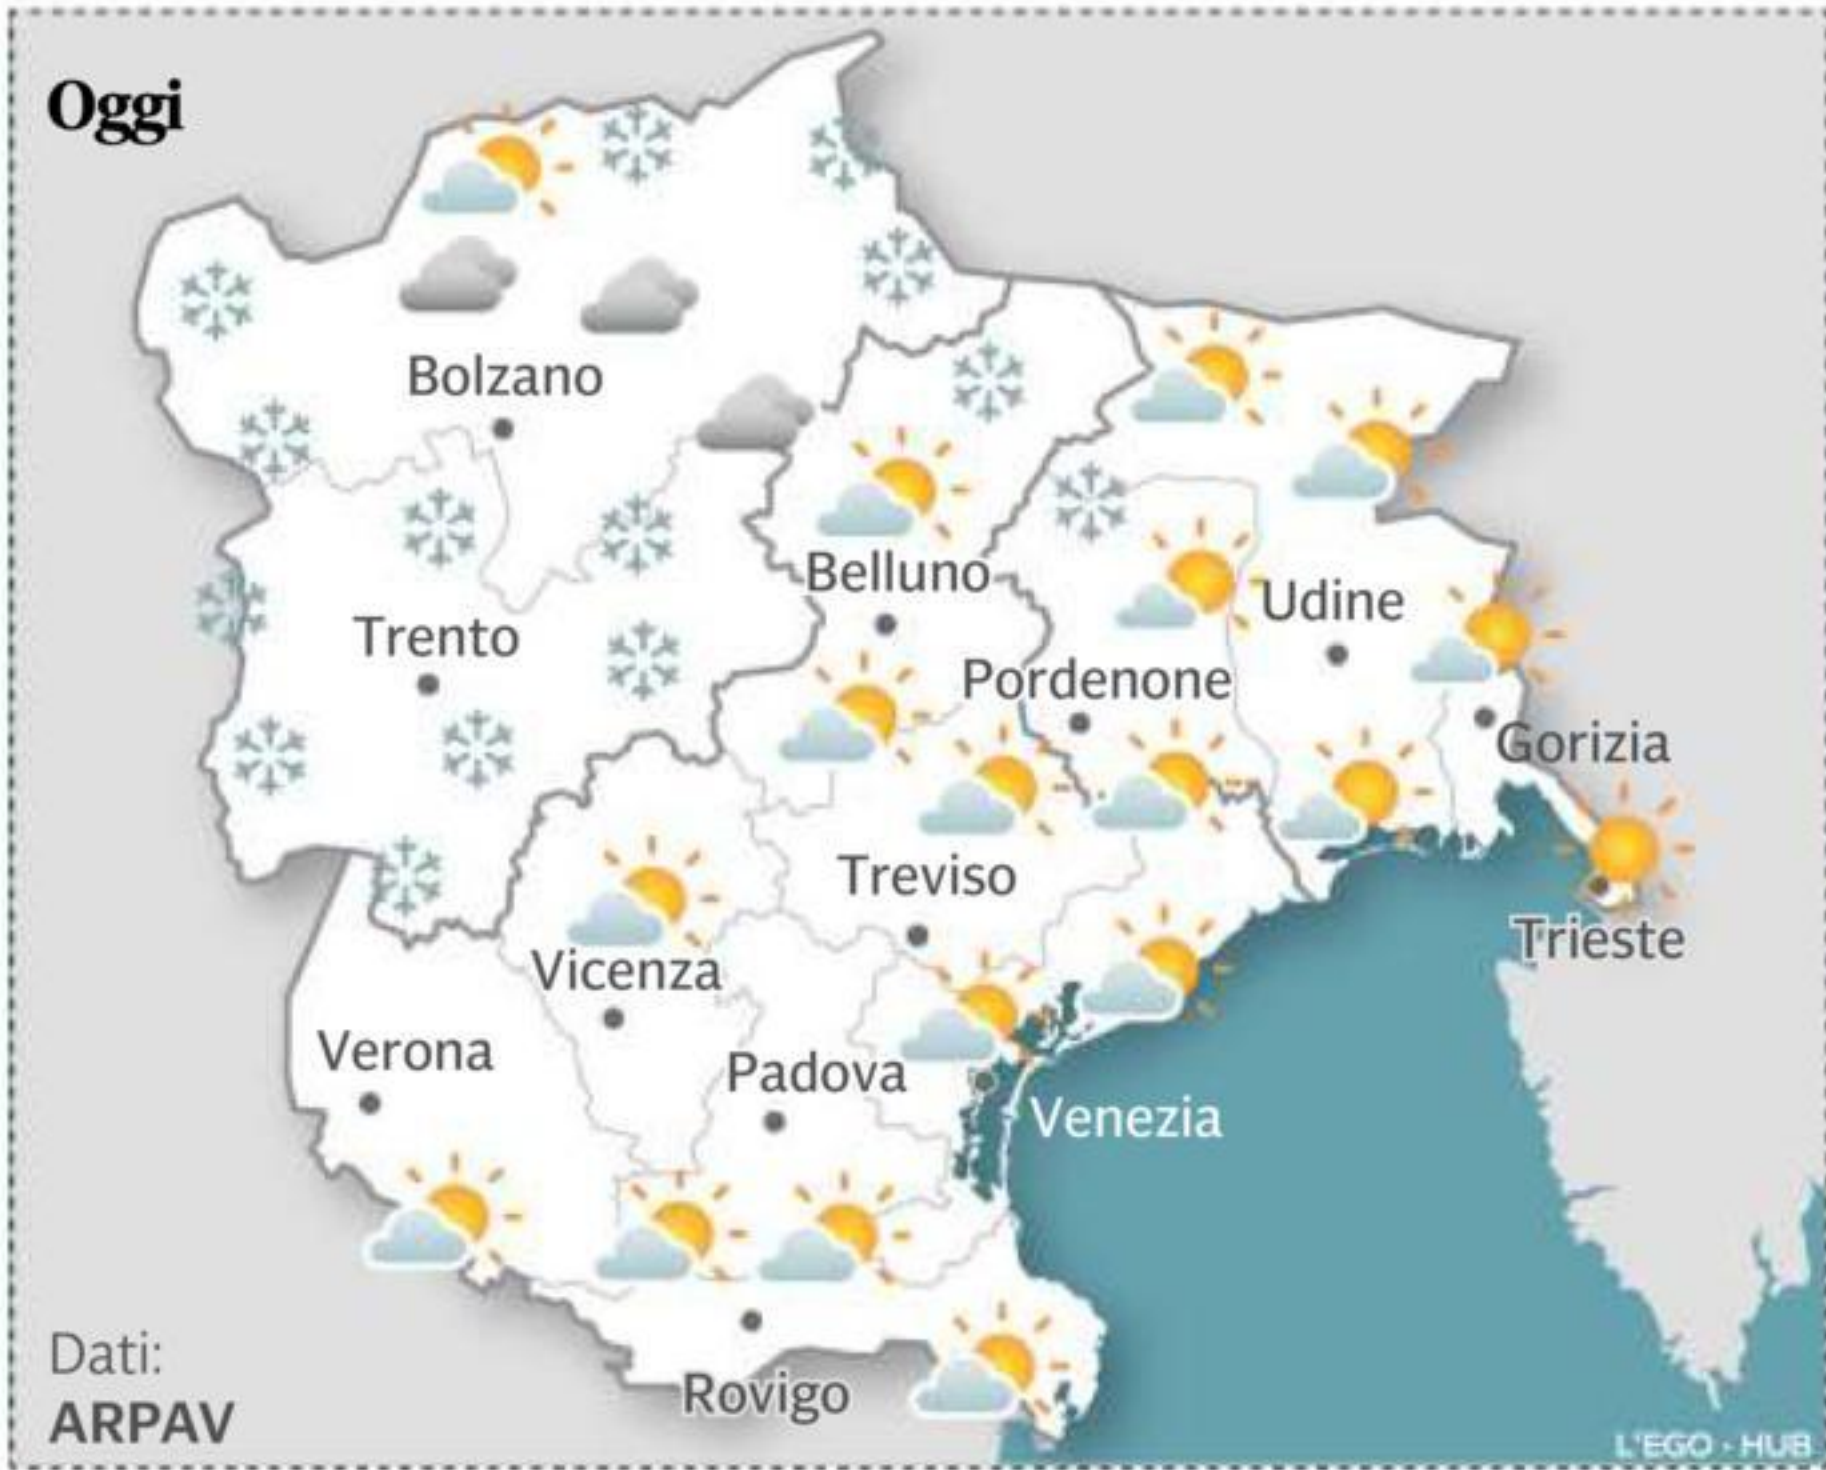 Oggi
Bolzano
Belluno
Udine
Trento
Pordenone
Gorizia
Treviso
Trieste
Vicenza
Verona
Padova
Venezia
Dati:
ARPAV
Rovigo
L'EGO - HUB